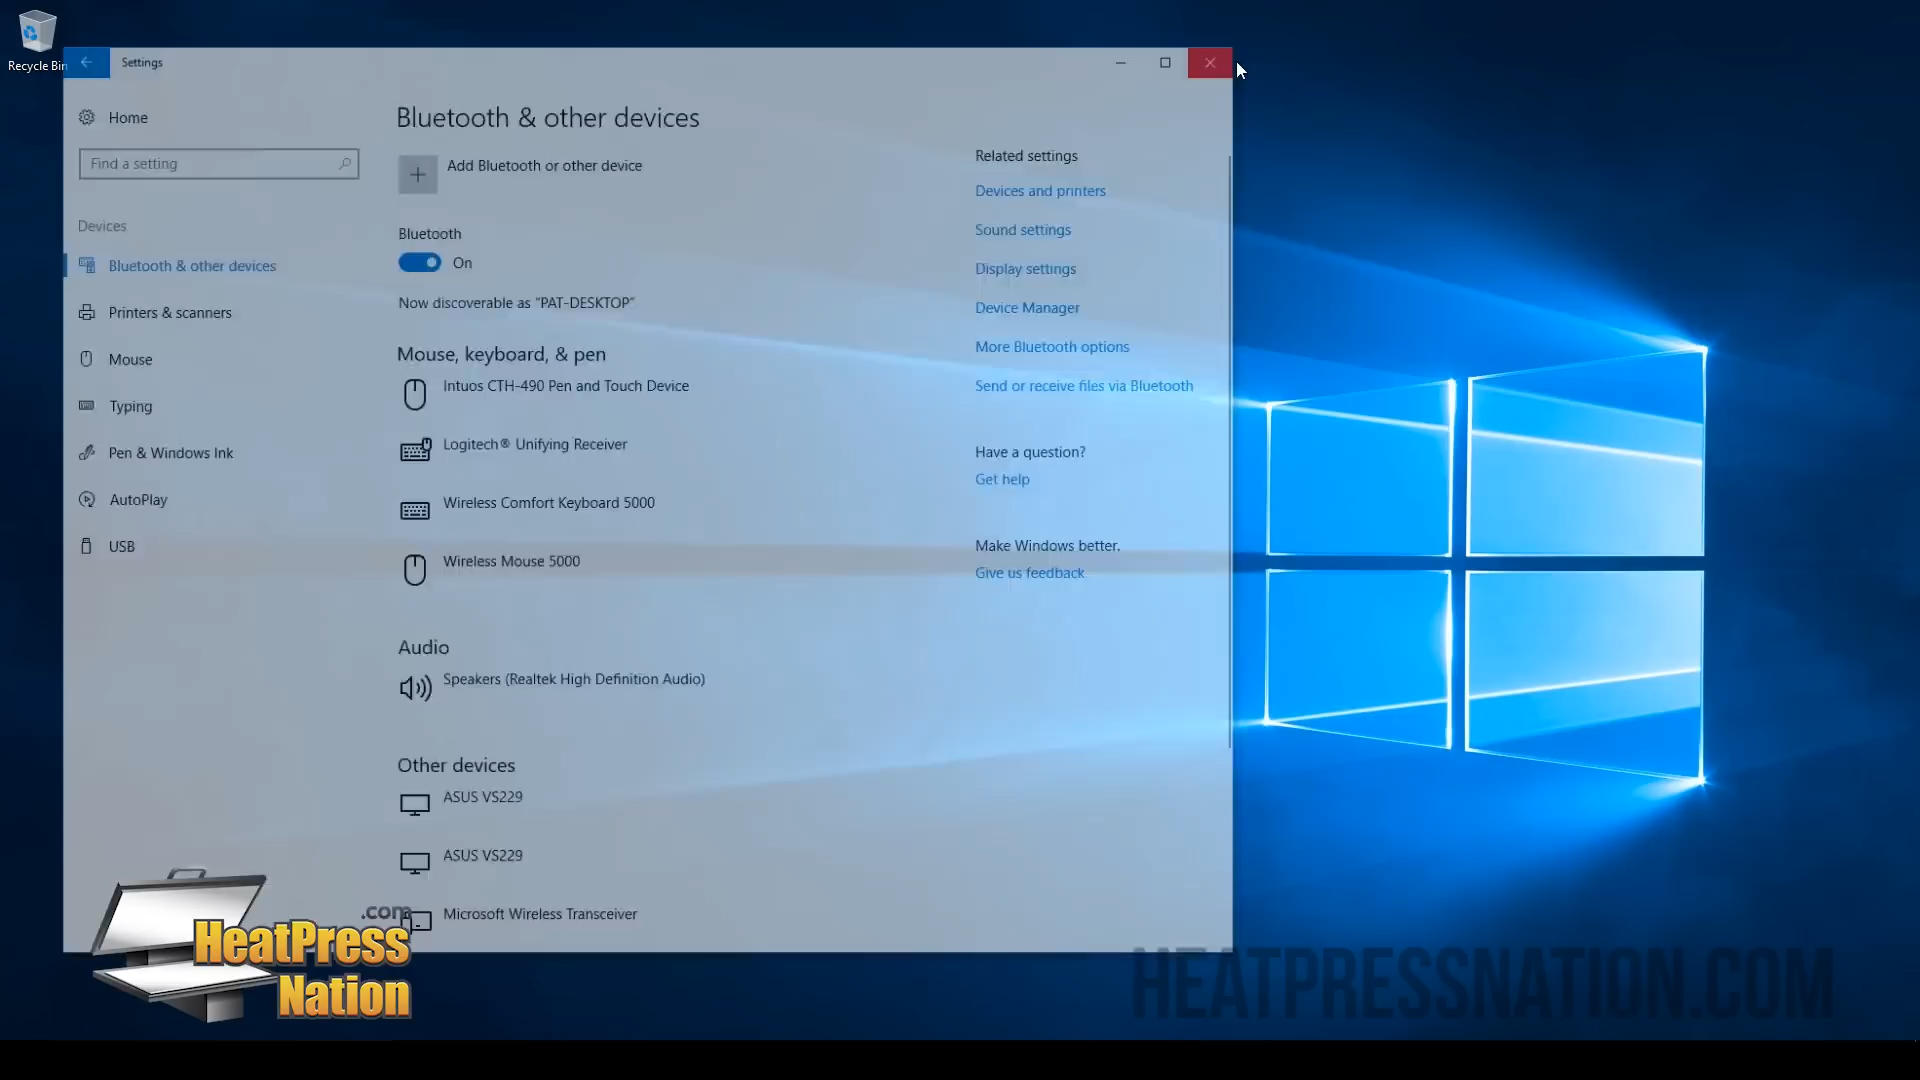 Recycle Bin
Settings
Home
Find a setting
Devices
Bluetooth & other devices
Printers & scanners
Mouse
Typing
Pen & Windows Ink
AutoPlay
USB
Bluetooth & other devices
Add Bluetooth or other device
Bluetooth
On
Now discoverable as "PAT-DESKTOP"
Mouse, keyboard, & pen
Intuos CTH-490 Pen and Touch Device
Logitech® Unifying Receiver
Wireless Comfort Keyboard 5000
Wireless Mouse 5000
Audio
Speakers (Realtek High Definition Audio)
Other devices
ASUS VS229
ASUS VS229
Microsoft Wireless Transceiver
Related settings
Devices and printers
Sound settings
Display settings
Device Manager
More Bluetooth options
Send or receive files via Bluetooth
Have a question?
Get help
Make Windows better.
Give us feedback
.com
HeatPress
Nation
HEATPRESSNATION.COM